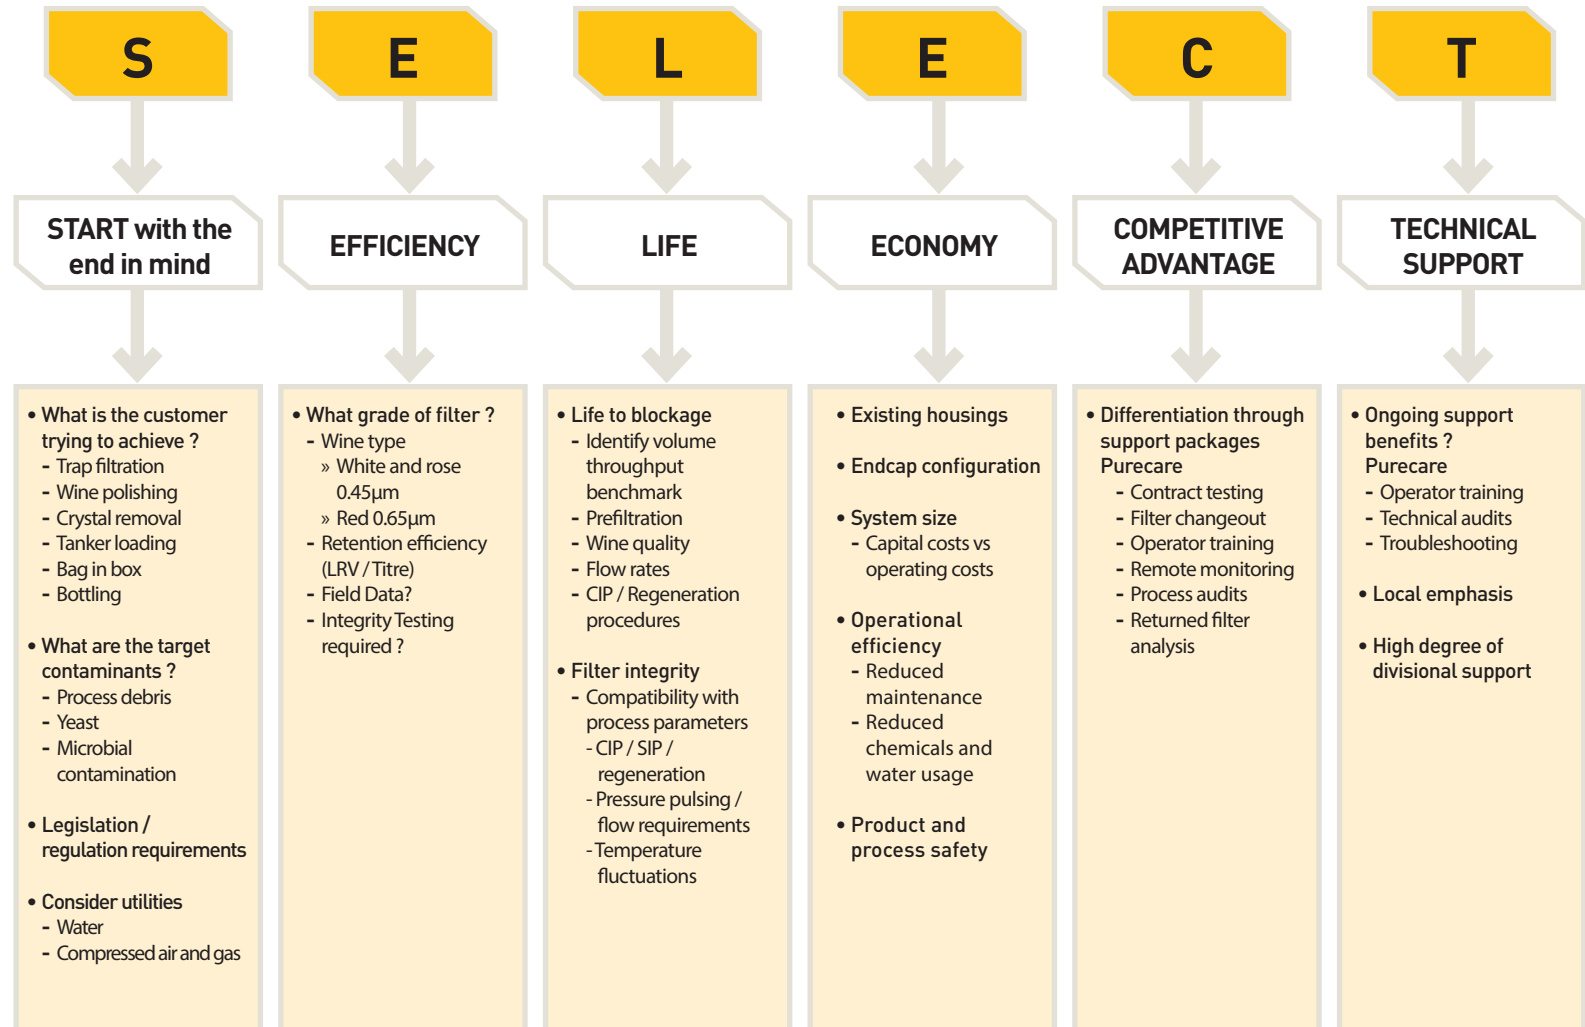 S
START with the
end in mind
• What is the customer
trying to achieve ?
- Trap filtration
- Wine polishing
- Crystal removal
- Tanker loading
- Bag in box
- Bottling
• What are the target
contaminants ?
- Process debris
- Yeast
- Microbial
contamination
• Legislation /
regulation requirements
• Consider utilities
- Water
- Compressed air and gas
E
EFFICIENCY
• What grade of filter ?
- Wine type
» White and rose
0.45µm
» Red 0.65µm
- Retention efficiency
(LRV / Titre)
- Field Data?
- Integrity Testing
required ?
L
LIFE
• Life to blockage
- Identify volume
throughput
benchmark
- Prefiltration
- Wine quality
- Flow rates
- CIP / Regeneration
procedures
• Filter integrity
- Compatibility with
process parameters
- CIP / SIP /
regeneration
- Pressure pulsing /
flow requirements
- Temperature
fluctuations
E
ECONOMY
• Existing housings
• Endcap configuration
• System size
- Capital costs vs
operating costs
• Operational
efficiency
- Reduced
maintenance
- Reduced
chemicals and
water usage
• Product and
process safety
C
COMPETITIVE
ADVANTAGE
• Differentiation through
support packages
Purecare
- Contract testing
- Filter changeout
- Operator training
- Remote monitoring
- Process audits
- Returned filter
analysis
T
TECHNICAL
SUPPORT
• Ongoing support
benefits ?
Purecare
- Operator training
- Technical audits
- Troubleshooting
• Local emphasis
• High degree of
divisional support